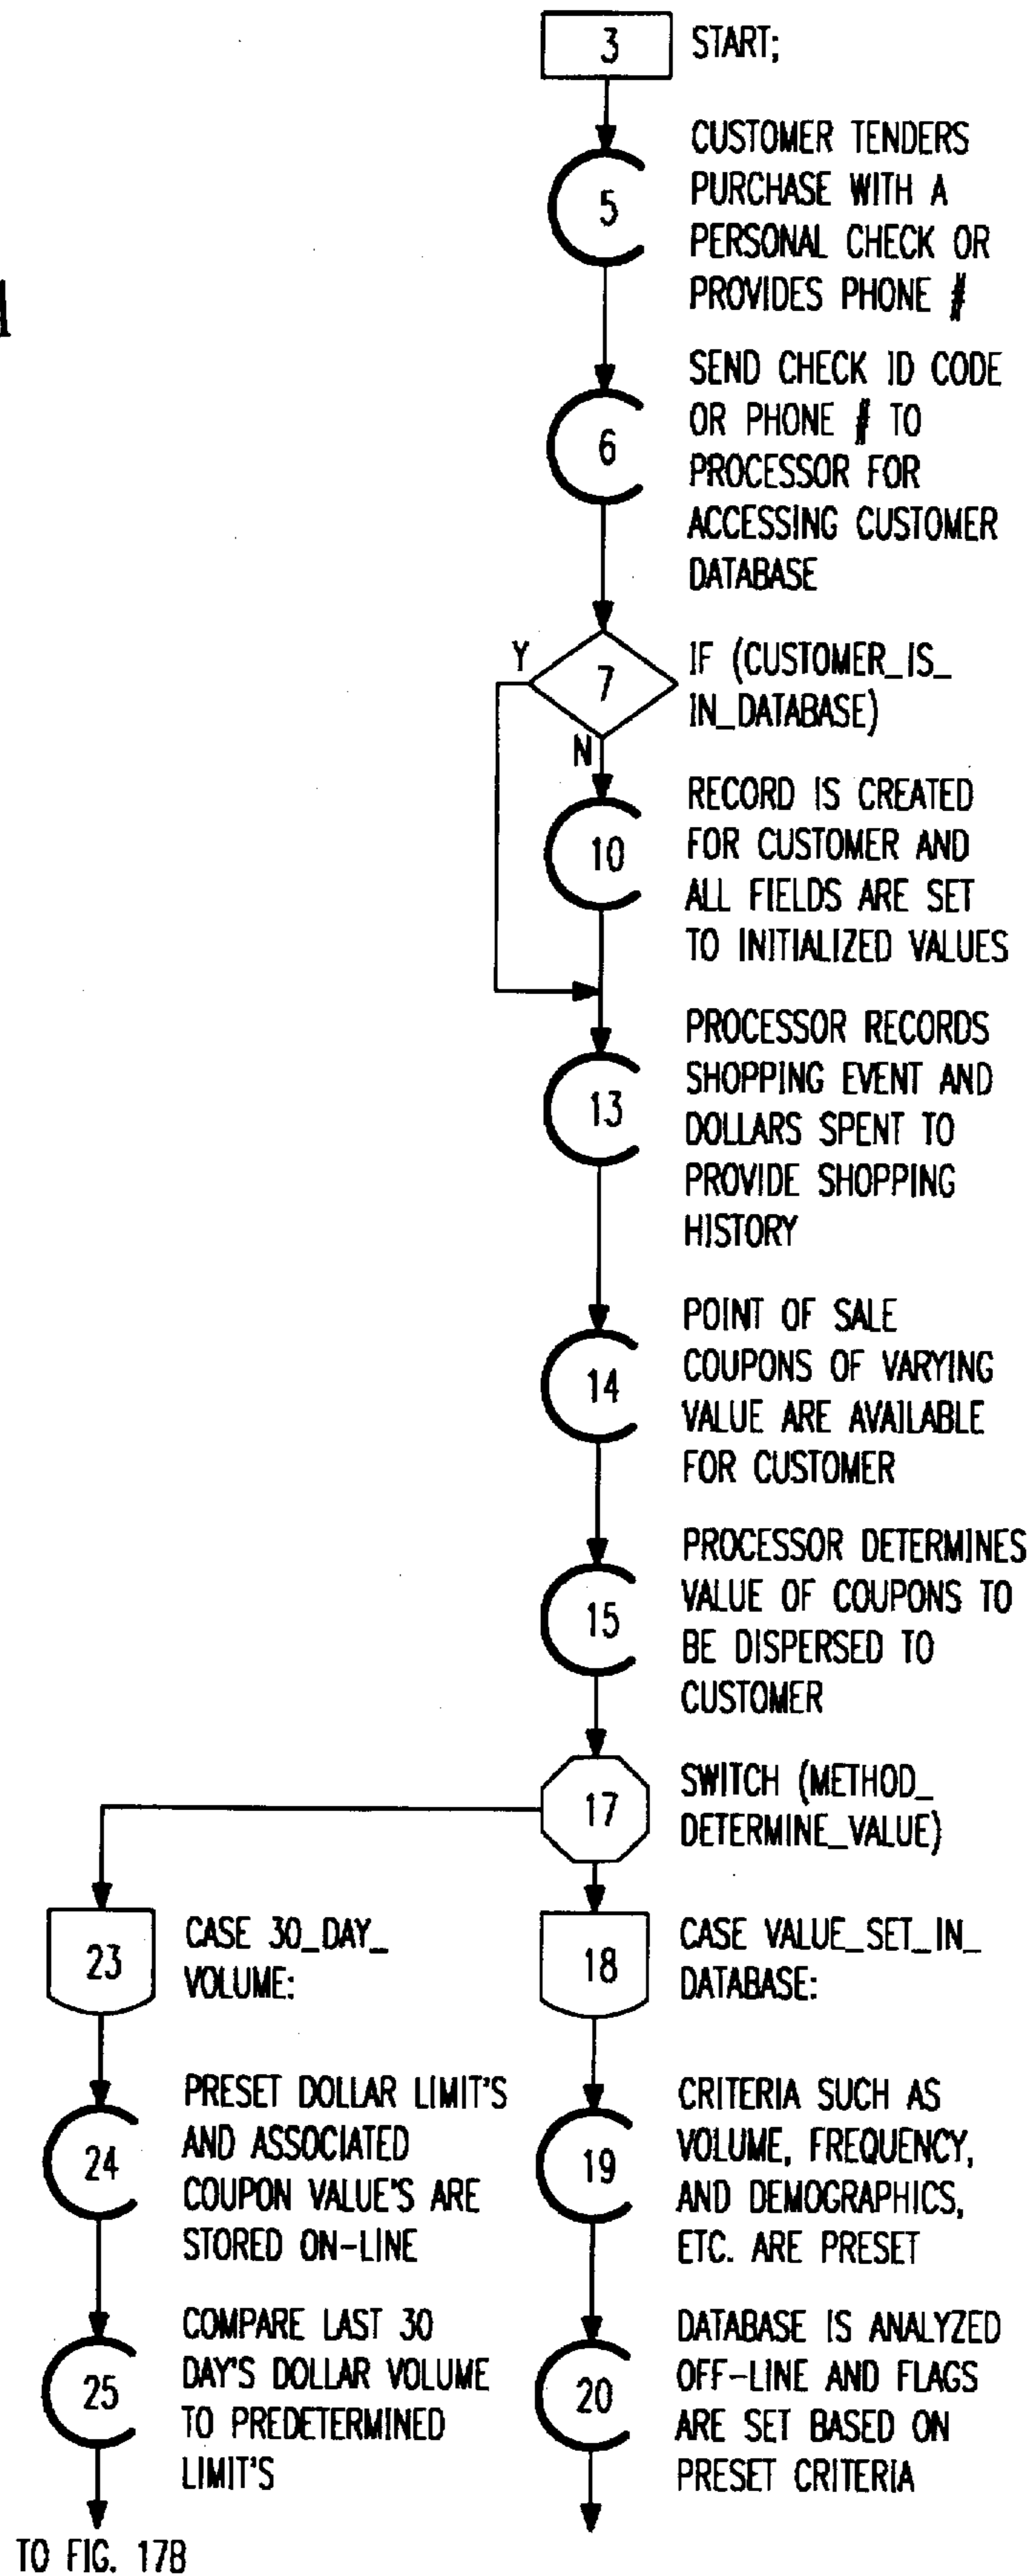 3 START;
CUSTOMER TENDERS
PURCHASE WITH A
5
PERSONAL CHECK OR
PROVIDES PHONE #
SEND CHECK ID CODE
OR PHONE # TO
6
PROCESSOR FOR
ACCESSING CUSTOMER
DATABASE
Y
7
IF (CUSTOMER_IS_
IN_DATABASE)
N
RECORD IS CREATED
10
FOR CUSTOMER AND
ALL FIELDS ARE SET
TO INITIALIZED VALUES
PROCESSOR RECORDS
SHOPPING EVENT AND
13
DOLLARS SPENT TO
PROVIDE SHOPPING
HISTORY
POINT OF SALE
COUPONS OF VARYING
14
VALUE ARE AVAILABLE
FOR CUSTOMER
PROCESSOR DETERMINES
VALUE OF COUPONS TO
15
BE DISPERSED TO
CUSTOMER
17
SWITCH (METHOD_
DETERMINE_VALUE)
23
CASE 30_DAY_
VOLUME:
18
CASE VALUE_SET_IN_
DATABASE:
24
PRESET DOLLAR LIMIT'S
AND ASSOCIATED
COUPON VALUE'S ARE
STORED ON-LINE
19
CRITERIA SUCH AS
VOLUME, FREQUENCY,
AND DEMOGRAPHICS,
ETC. ARE PRESET
25
COMPARE LAST 30
DAY'S DOLLAR VOLUME
TO PREDETERMINED
LIMIT'S
20
DATABASE IS ANALYZED
OFF-LINE AND FLAGS
ARE SET BASED ON
PRESET CRITERIA
TO FIG. 17B